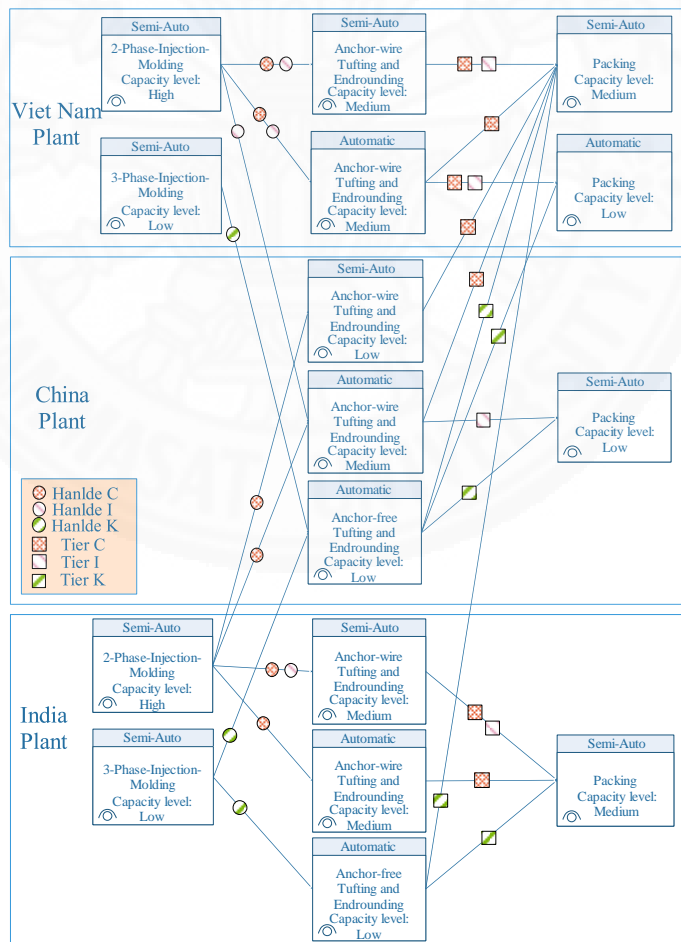 Semi-Auto
2-Phase-Injection-
Molding
Capacity level:
High
Semi-Auto
Anchor-wire
Tufting and
Endrounding
Capacity level:
Medium
Semi-Auto
Packing
Capacity level:
Medium
Viet Nam
Plant
Semi-Auto
3-Phase-Injection-
Molding
Capacity level:
Low
Automatic
Anchor-wire
Tufting and
Endrounding
Capacity level:
Medium
Automatic
Packing
Capacity level:
Low
Semi-Auto
Anchor-wire
Tufting and
Endrounding
Capacity level:
Low
China
Plant
Automatic
Anchor-wire
Tufting and
Endrounding
Capacity level:
Medium
Semi-Auto
Packing
Capacity level:
Low
Automatic
Anchor-free
Tufting and
Endrounding
Capacity level:
Low
Hanlde C
Hanlde I
Hanlde K
Tier C
Tier I
Tier K
India
Plant
Semi-Auto
2-Phase-Injection-
Molding
Capacity level:
High
Semi-Auto
Anchor-wire
Tufting and
Endrounding
Capacity level:
Medium
Semi-Auto
3-Phase-Injection-
Molding
Capacity level:
Low
Automatic
Anchor-wire
Tufting and
Endrounding
Capacity level:
Medium
Semi-Auto
Packing
Capacity level:
Medium
Automatic
Anchor-free
Tufting and
Endrounding
Capacity level:
Low